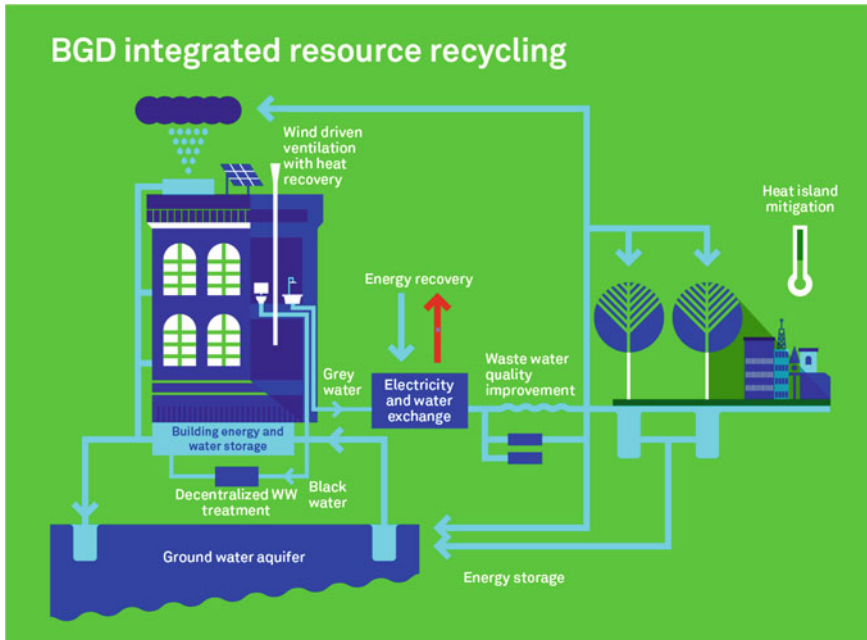 BGD integrated resource recycling
Wind driven
ventilation
with heat
recovery
Heat island
mitigation
Energy recovery
Grey
water
Electricity
and water
exchange
Waste water
quality
improvement
Building energy and
water storage
Decentralized WW
treatment
Black
water
Ground water aquifer
Energy storage